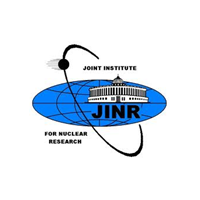 JOINT INSTITUTE
JINR
FOR NUCLEAR
RESEARCH